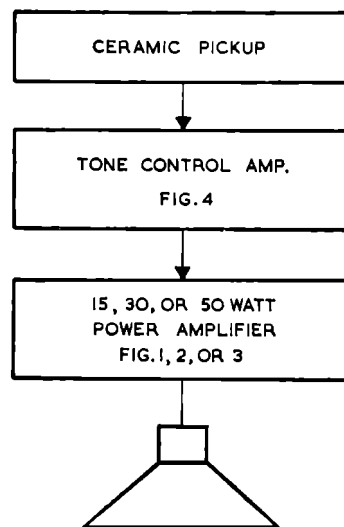 CERAMIC PICKUP
TONE CONTROL AMP.
FIG. 4
15, 30, OR 50 WATT
POWER AMPLIFIER
FIG. 1, 2, OR 3